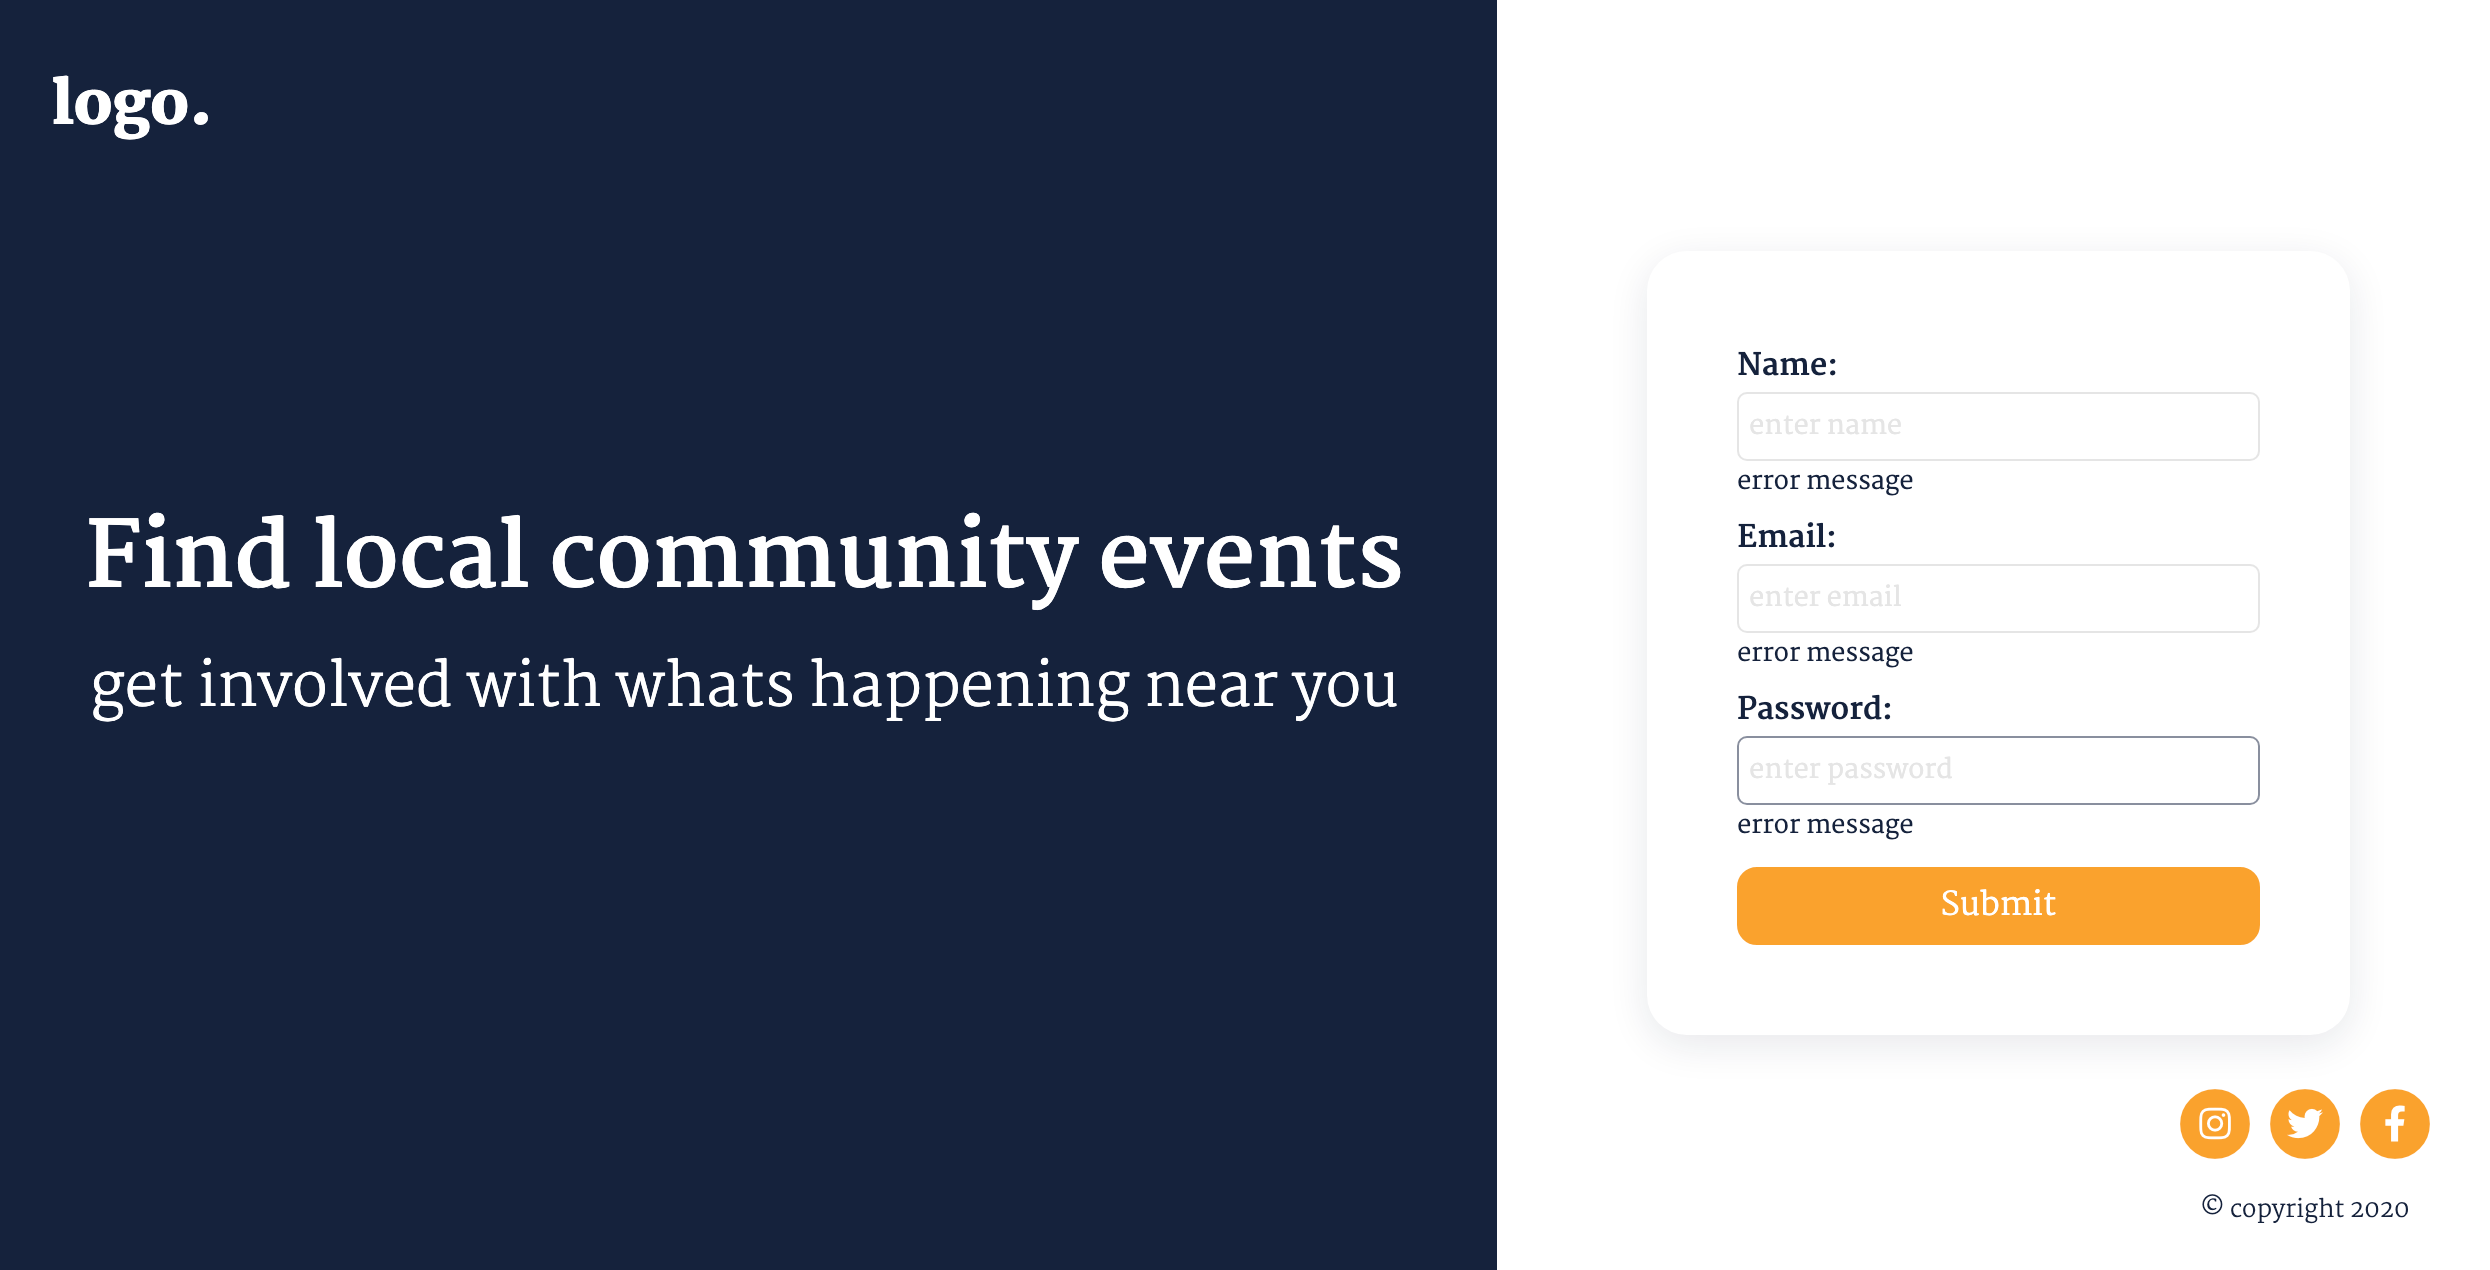 logo.
Find local community events
get involved with whats happening near you
Name:
enter name
error message
Email:
enter email
error message
Password:
enter password
error message
Submit
© copyright 2020